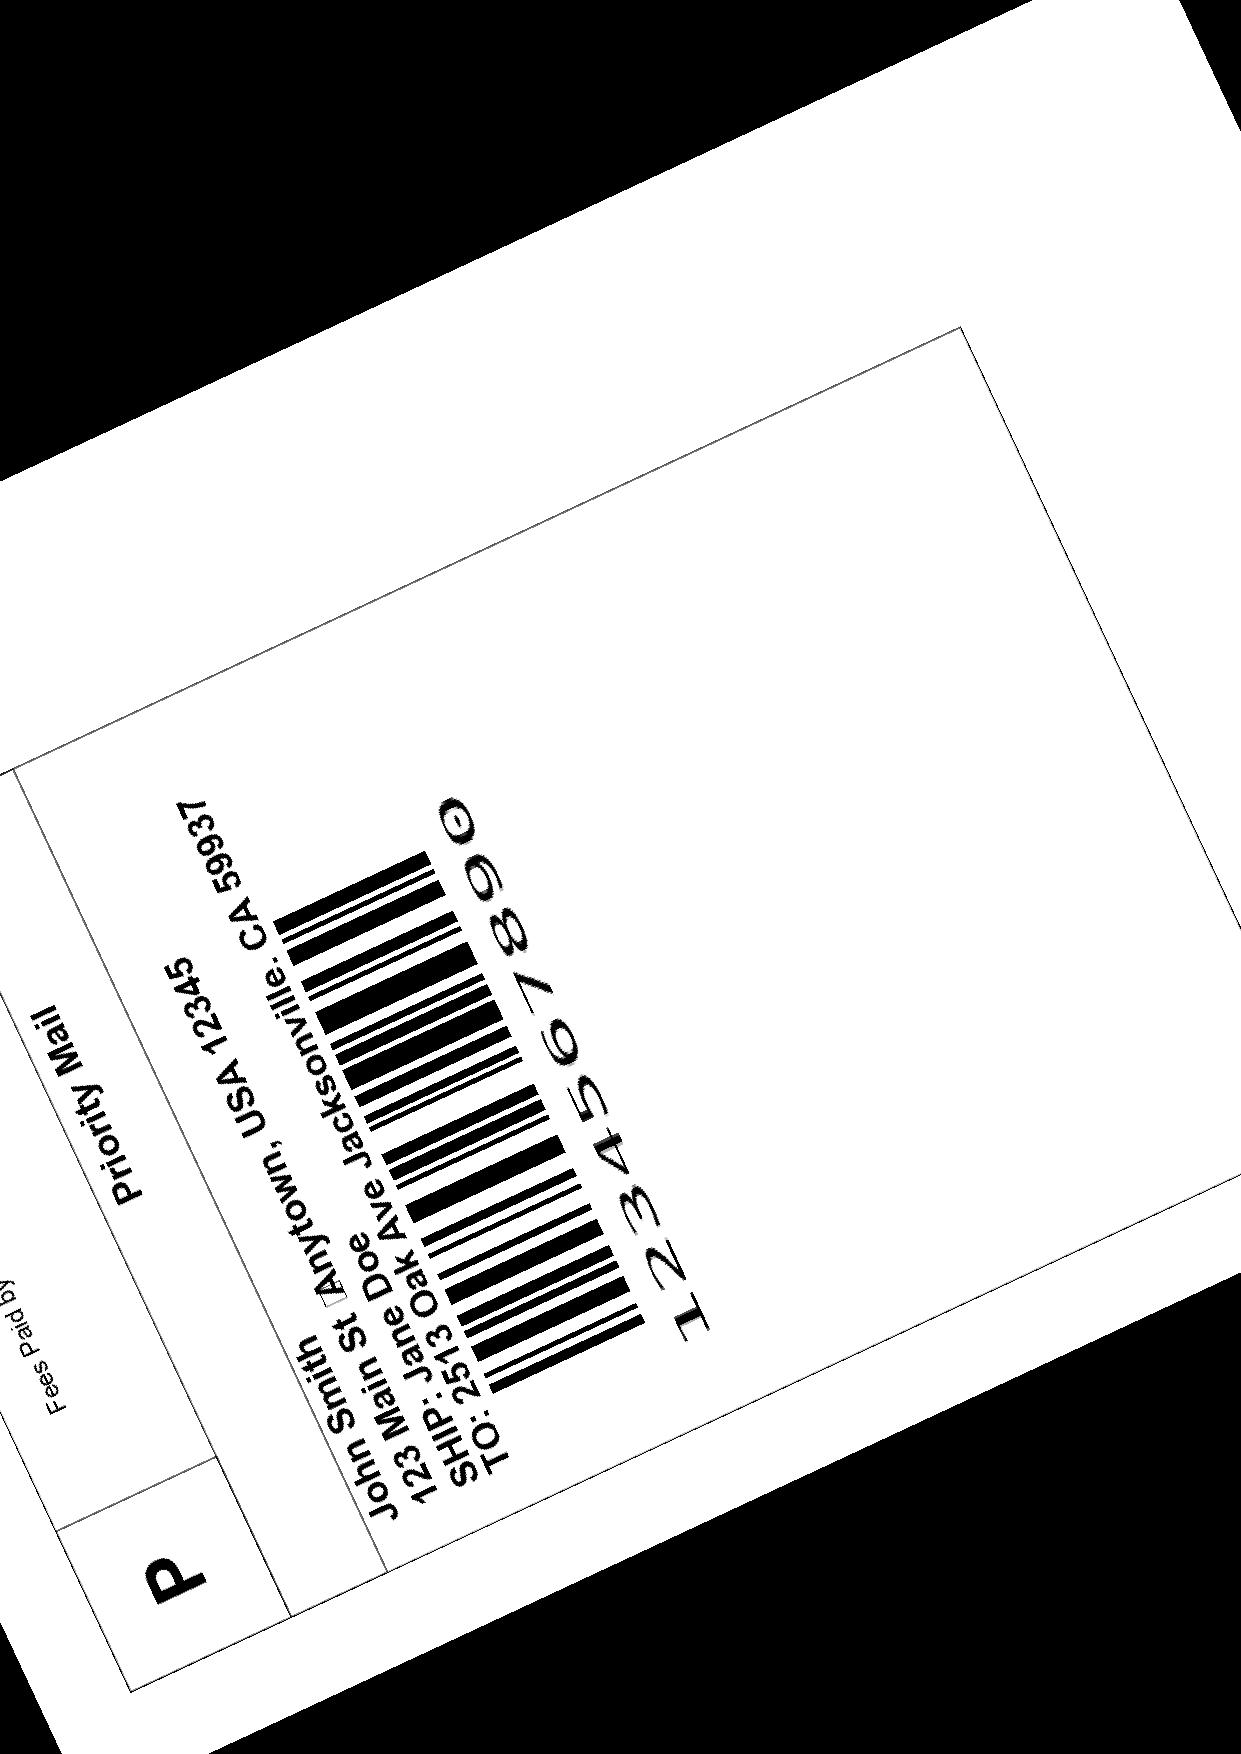 P
Fees Paid by
Priority Mail
John Smith
123 Main St □Anytown, USA 12345
SHIP: Jane Doe
TO: 2513 Oak Ave Jacksonville. CA 59937
1234567890